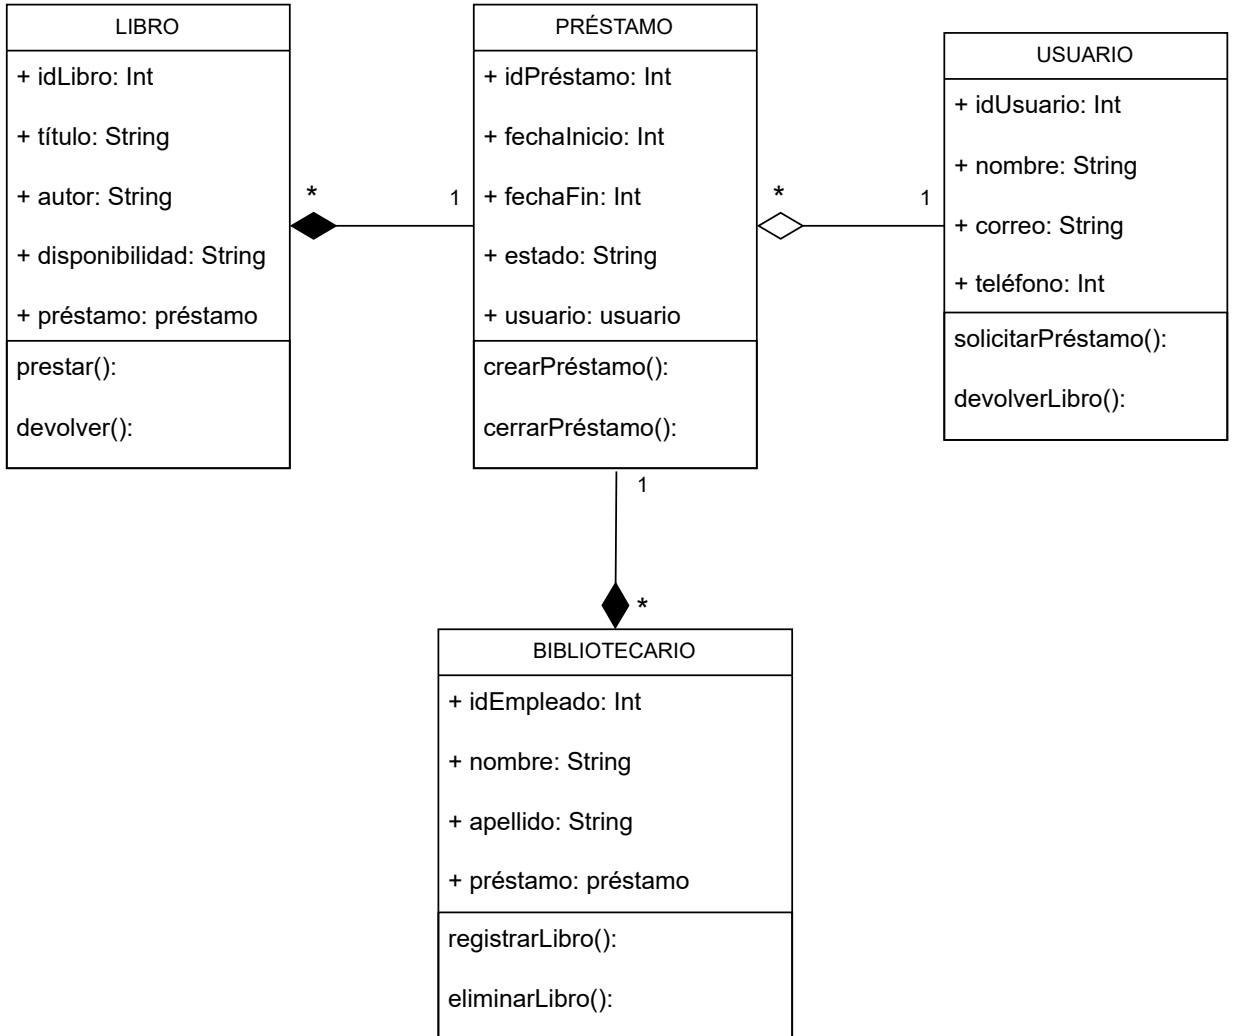 LIBRO
+ idLibro: Int
+ título: String
+ autor: String
+ disponibilidad: String
+ préstamo: préstamo
prestar():
devolver():
*
1
PRÉSTAMO
+ idPréstamo: Int
+ fechaInicio: Int
+ fechaFin: Int
+ estado: String
+ usuario: usuario
crearPréstamo():
cerrarPréstamo():
*
1
USUARIO
+ idUsuario: Int
+ nombre: String
+ correo: String
+ teléfono: Int
solicitarPréstamo():
devolverLibro():
1
*
BIBLIOTECARIO
+ idEmpleado: Int
+ nombre: String
+ apellido: String
+ préstamo: préstamo
registrarLibro():
eliminarLibro():